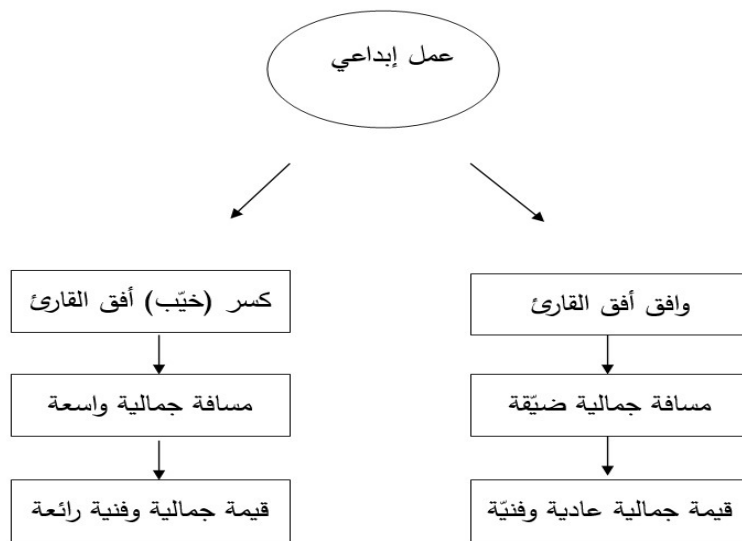 عمل إبداعي
وافق أفق القارئ
كسر (خيّب) أفق القارئ
مسافة جمالية ضيّقة
مسافة جمالية واسعة
قيمة جمالية عادية وفنيّة
قيمة جمالية وفنية رائعة